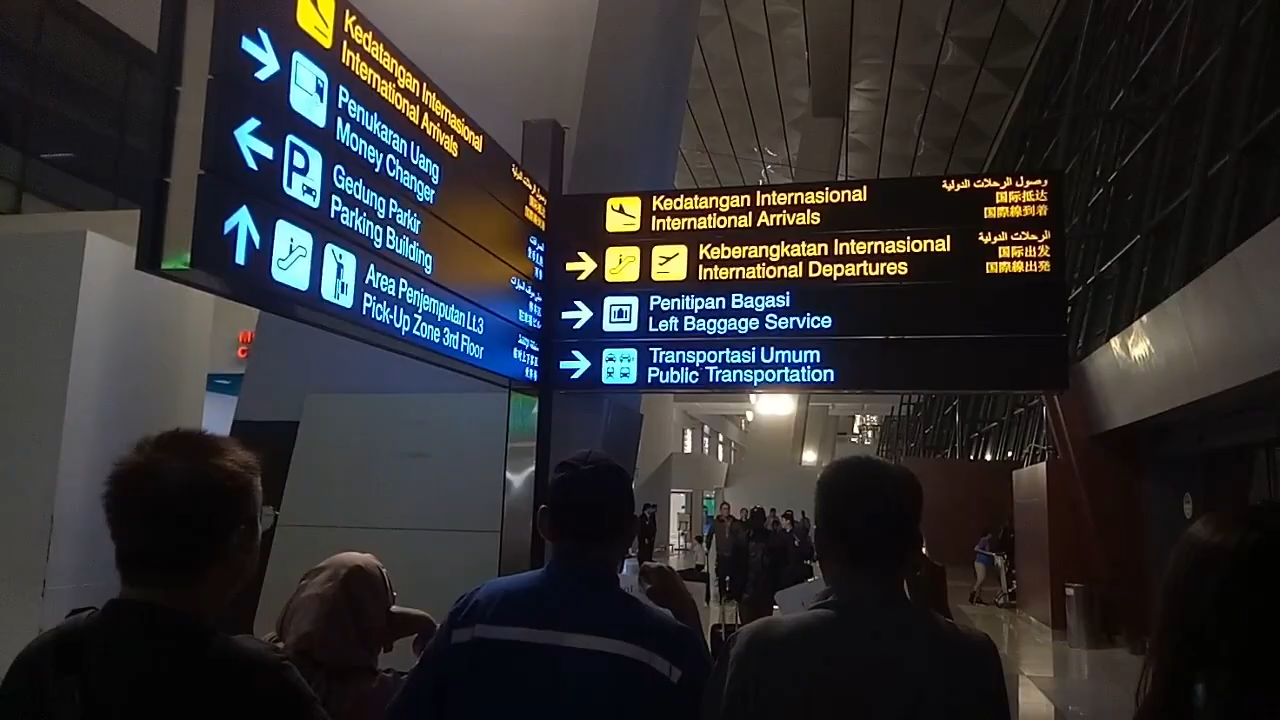 Kedatangan Internasional
International Arrivals
Penukaran Uang
Money Changer
P
Gedung Parkir
Parking Building
Area Penjemputan Lt.3
Pick-Up Zone 3rd Floor
Kedatangan Internasional
International Arrivals
وصول الرحلات الدولية
国际抵达
国際線到着
Keberangkatan Internasional
International Departures
الرحلات الدولية
国际出发
国際線出発
Penitipan Bagasi
Left Baggage Service
Transportasi Umum
Public Transportation